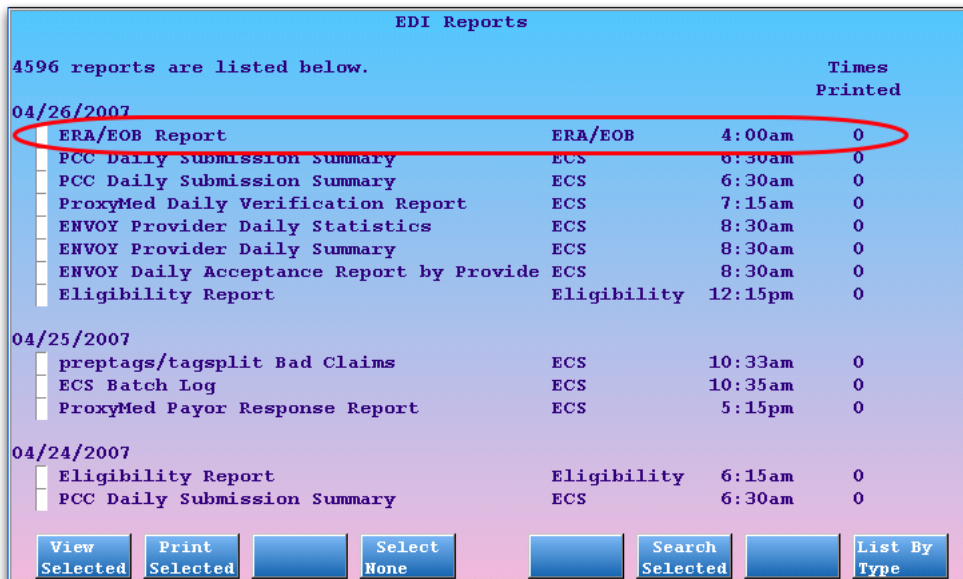 EDI Reports
4596 reports are listed below. Times
Printed
04/26/2007
ERA/EOB Report ERA/EOB 4:00am 0
PCC Daily Submission Summary ECS 6:30am 0
PCC Daily Submission Summary ECS 6:30am 0
ProxyMed Daily Verification Report ECS 7:15am 0
ENVOY Provider Daily Statistics ECS 8:30am 0
ENVOY Provider Daily Summary ECS 8:30am 0
ENVOY Daily Acceptance Report by Provide ECS 8:30am 0
Eligibility Report Eligibility 12:15pm 0
04/25/2007
preptags/tagsplit Bad Claims ECS 10:33am 0
ECS Batch Log ECS 10:35am 0
ProxyMed Payor Response Report ECS 5:15pm 0
04/24/2007
Eligibility Report Eligibility 6:15am 0
PCC Daily Submission Summary ECS 6:30am 0
View Print Select Search List By
Selected Selected None Selected Type